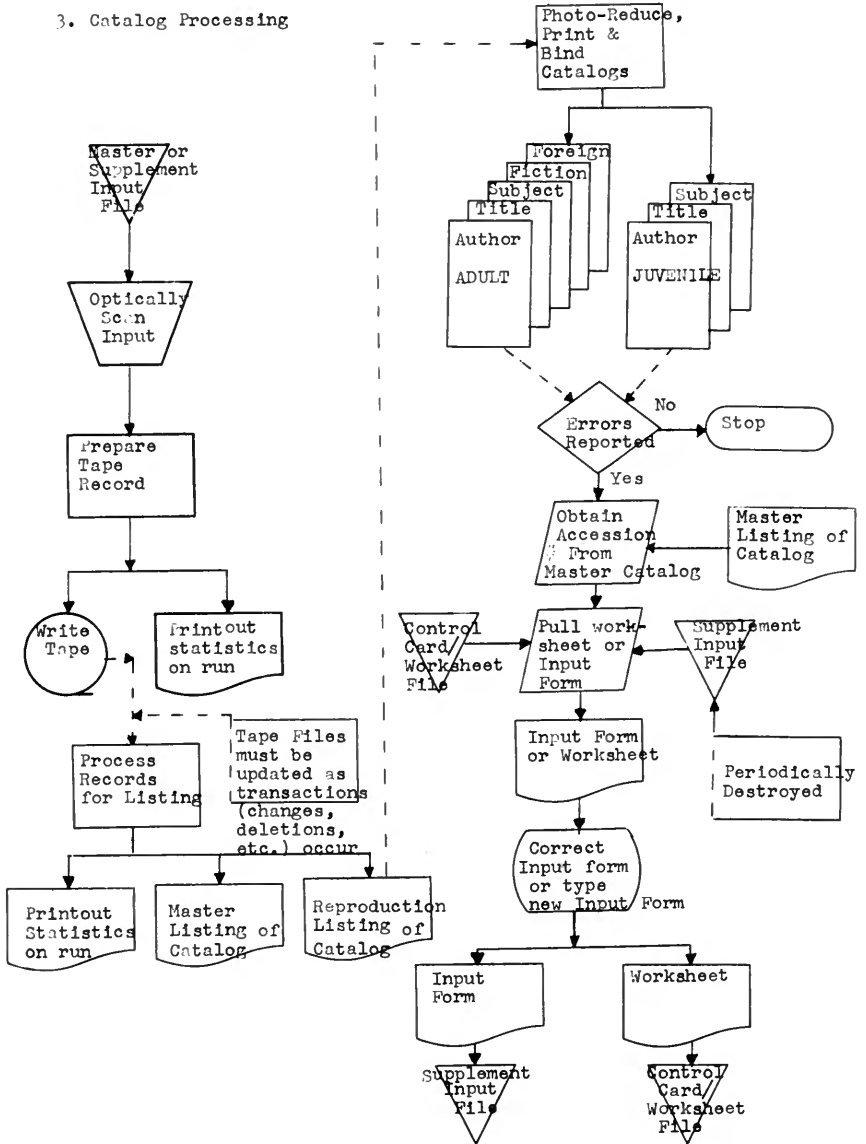 3. Catalog Processing
Master or
Supplement
Input
File
Optically
Scan
Input
Prepare
Tape
Record
Write
Tape
Printout
statistics
on run
Tape Files
must be
updated as
transactions
(changes,
deletions,
etc.) occur
Process
Records
for Listing
Printout
Statistics
on run
Master
Listing of
Catalog
Reproduction
Listing of
Catalog
Photo-Reduce,
Print &
Bind
Catalogs
Foreign
Fiction
Subject
Title
Author
ADULT
Subject
Title
Author
JUVENILE
Errors
Reported
No
Stop
Yes
Obtain
Accession
# From
Master Catalog
Master
Listing of
Catalog
Control
Card/
Worksheet
File
Pull work-
sheet or
Input
Form
Supplement
Input
File
Input Form
or Worksheet
Periodically
Destroyed
Correct
Input form
or type
new Input Form
Input
Form
Worksheet
Supplement
Input
File
Control
Card/
Worksheet
File